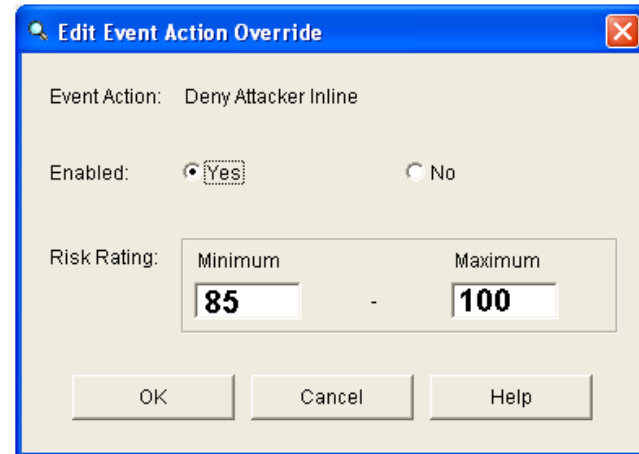 Edit Event Action Override
Event Action: Deny Attacker Inline
Enabled: Yes No
Risk Rating: Minimum Maximum
85 - 100
OK Cancel Help